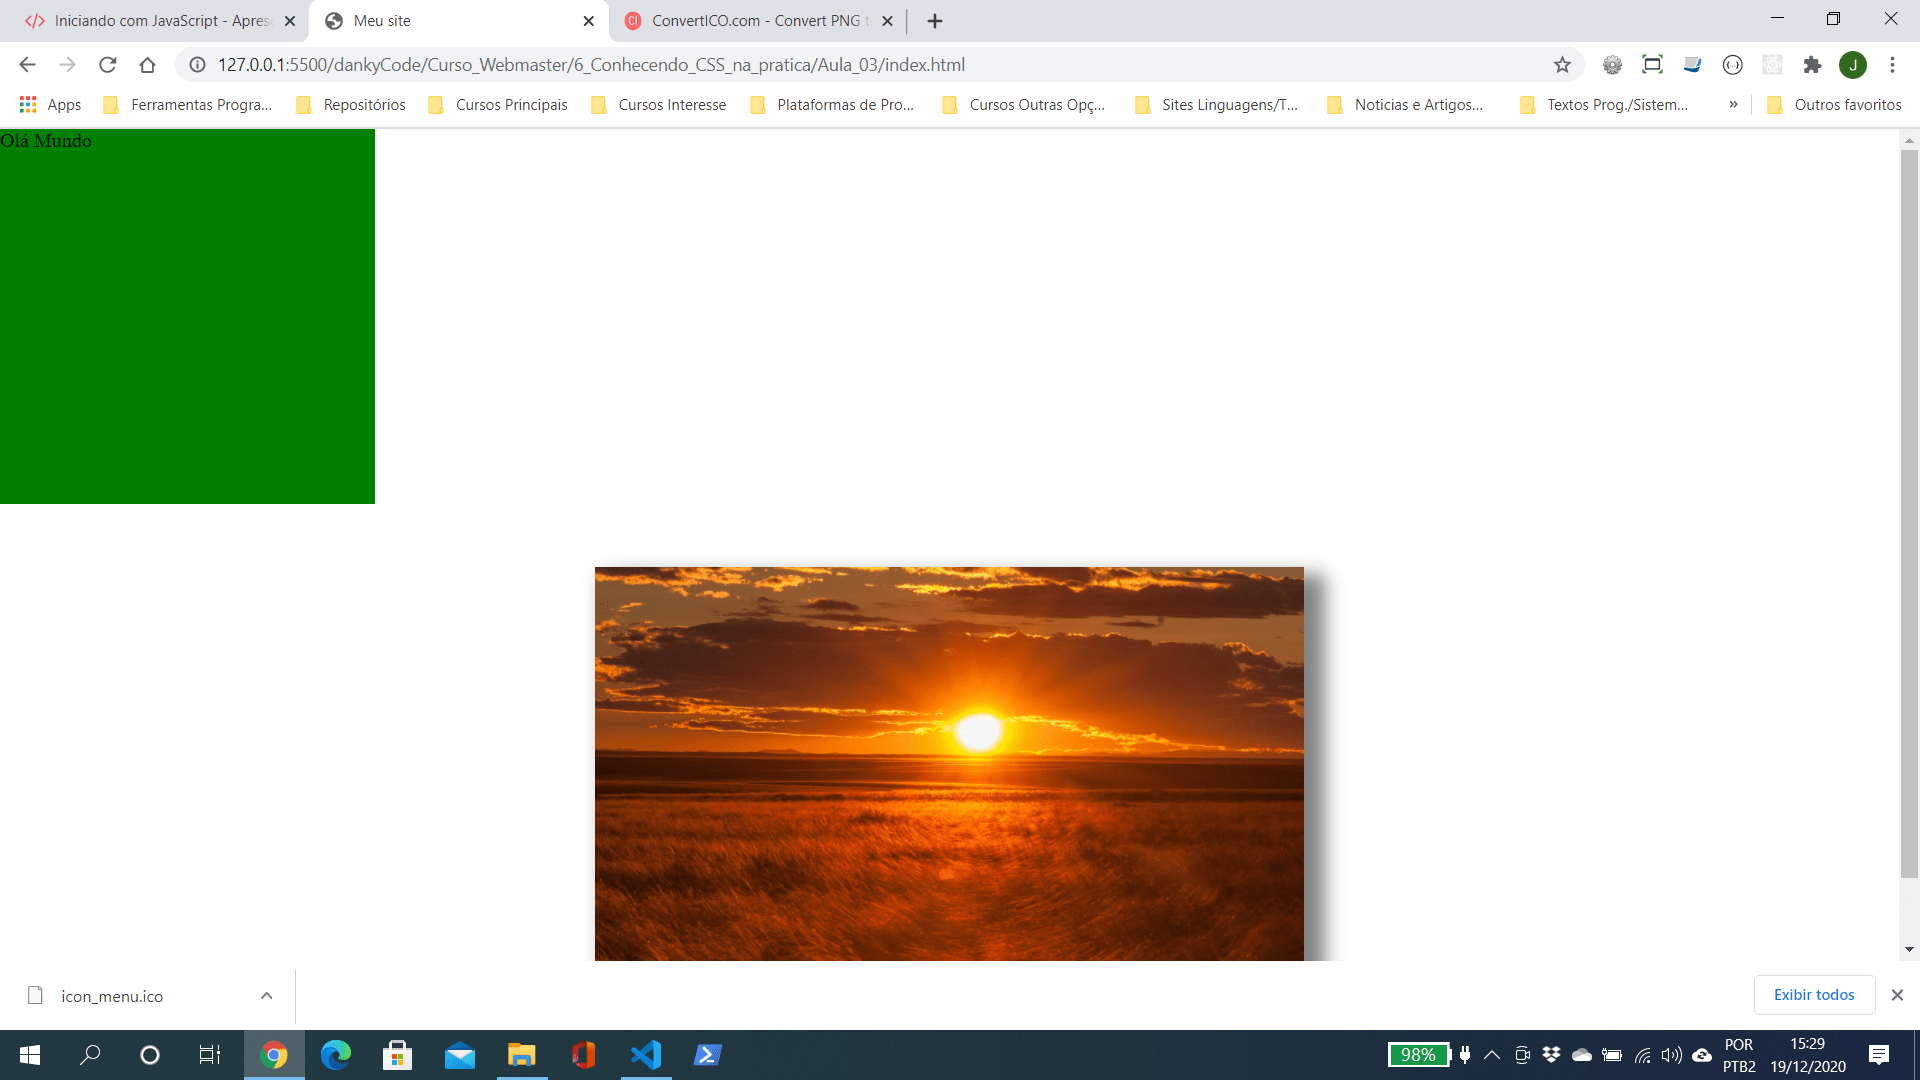 Iniciando com JavaScript - Aprese
Meu site
ConvertICO.com - Convert PNG t
127.0.0.1:5500/dankyCode/Curso_Webmaster/6_Conhecendo_CSS_na_pratica/Aula_03/index.html
J
Apps
Ferramentas Progra...
Repositórios
Cursos Principais
Cursos Interesse
Plataformas de Pro...
Cursos Outras Opç...
Sites Linguagens/T...
Noticias e Artigos...
Textos Prog./Sistem...
»
Outros favoritos
Olá Mundo
icon_menu.ico
Exibir todos
98%
POR
PTB2
15:29
19/12/2020